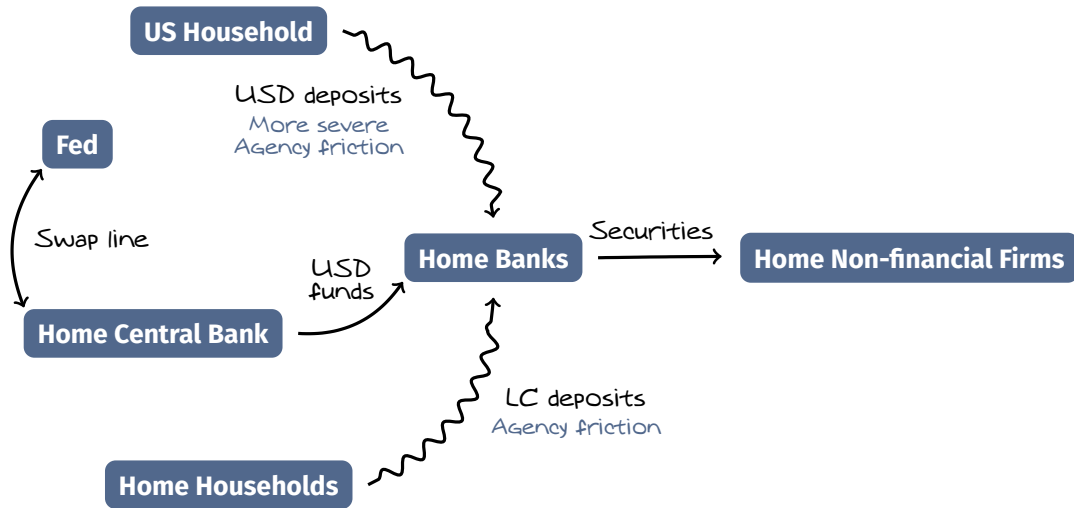 US Household
USD deposits
More severe
Agency friction
Fed
Swap line
USD
funds
Home Banks
Securities
Home Non-financial Firms
Home Central Bank
LC deposits
Agency friction
Home Households